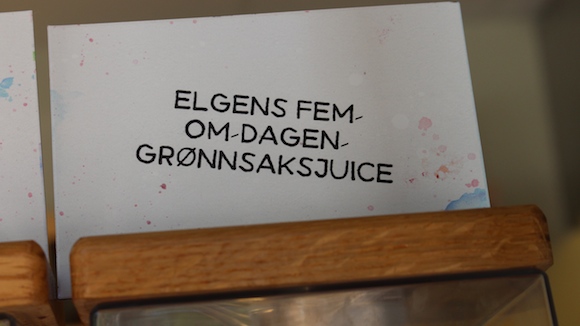 ELGENS FEM-
OM-DAGEN-
GRØNNSAKSJUICE